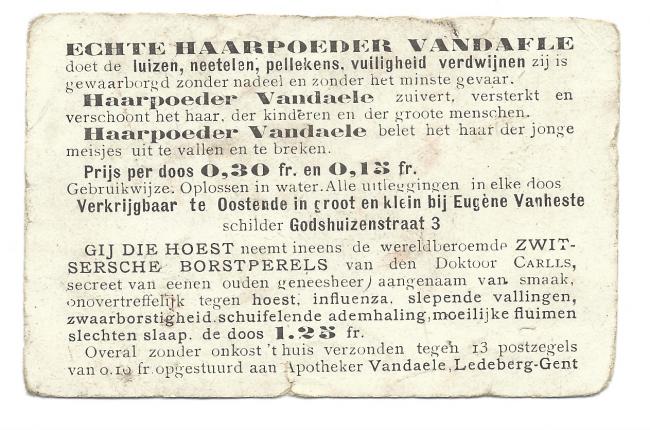 ECHTE HAARPOEDER VANDAFLE
doet de luizen, neetelen, pellekens, vuiligheid verdwijnen zij is
gewaarborgd zonder nadeel en zonder het minste gevaar.
Haarpoeder Vandaele zuivert, versterkt en
verschoont het haar, der kinderen en der groote menschen.
Haarpoeder Vandaele belet het haar der jonge
meisjes uit te vallen en te breken.
Prijs per doos 0,30 fr. en 0,15 fr.
Gebruikwijze. Oplossen in water. Alle uitleggingen in elke doos
Verkrijgbaar te Oostende in groot en klein bij Eugène Vanheste
schilder Godshuizenstraat 3
GIJ DIE HOEST neemt ineens de wereldberoemde ZWIT-
SERSCHE BORSTPERELS van den Doktoor CARLLS,
secreet van eenen ouden geneesheer) aangenaam van smaak,
onovertreffelijk tegen hoest, influenza, slepende vallingen,
zwaarborstigheid. schuifelende ademhaling, moeilijke fluimen
slechten slaap. de doos 1.25 fr.
Overal zonder onkost 't huis verzonden tegen 13 postzegels
van 0.10 fr. opgestuurd aan Apotheker Vandaele, Ledeberg-Gent